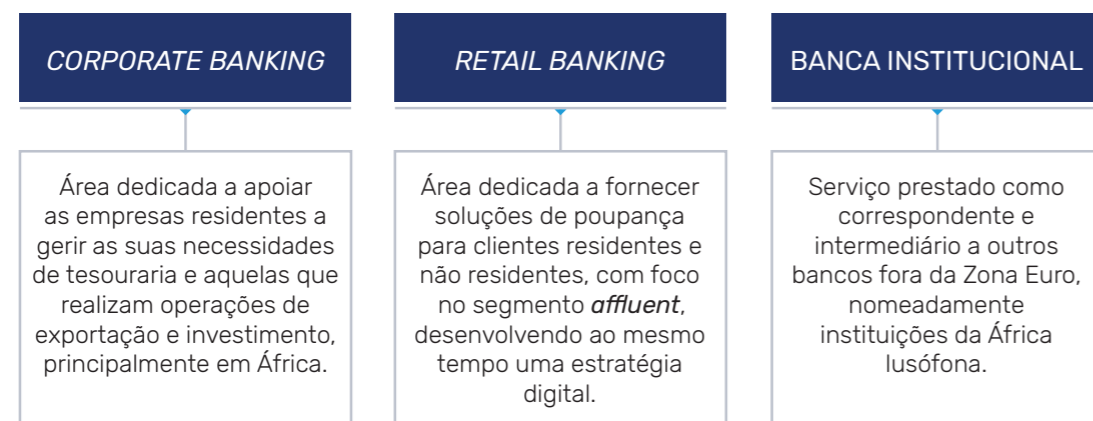 CORPORATE BANKING
Área dedicada a apoiar
as empresas residentes a
gerir as suas necessidades
de tesouraria e aquelas que
realizam operações de
exportação e investimento,
principalmente em África.
RETAIL BANKING
Área dedicada a fornecer
soluções de poupança
para clientes residentes e
não residentes, com foco
no segmento affluent,
desenvolvendo ao mesmo
tempo uma estratégia
digital.
BANCA INSTITUCIONAL
Serviço prestado como
correspondente e
intermediário a outros
bancos fora da Zona Euro,
nomeadamente
instituições da África
lusófona.